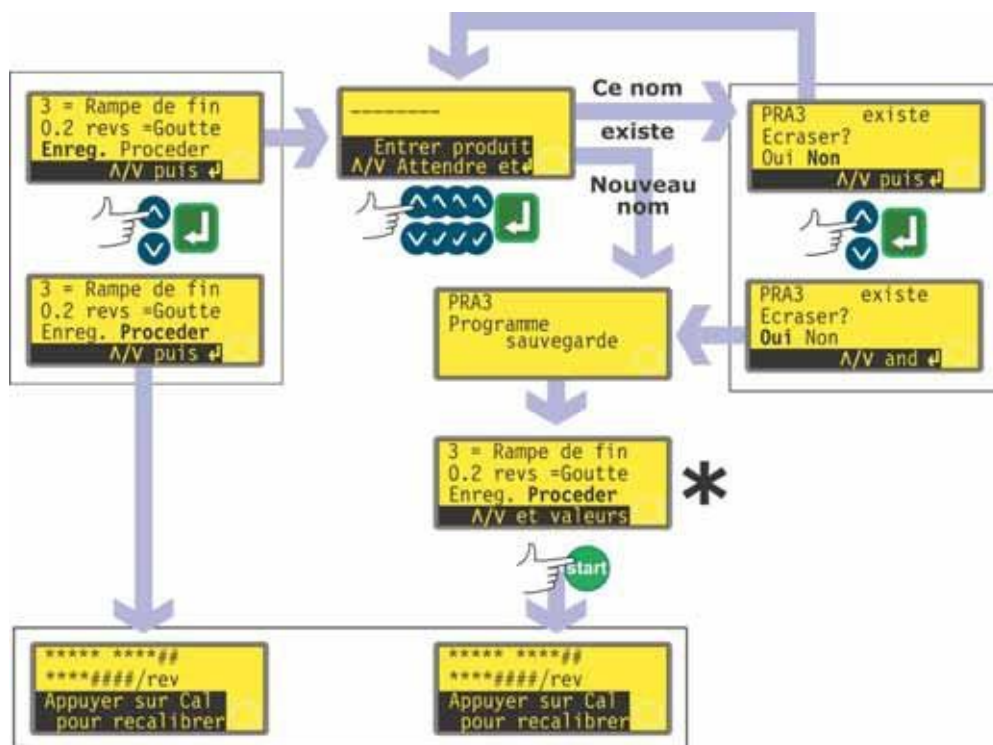 3 = Rampe de fin
0.2 revs =Goutte
Enreg. Proceder
Λ/V puis ↲
--------
Entrer produit
Λ/V Attendre et↲
Ce nom
existe
Nouveau
nom
PRA3 existe
Ecraser?
Oui Non
Λ/V puis ↲
3 = Rampe de fin
0.2 revs =Goutte
Enreg. Proceder
Λ/V puis ↲
PRA3
Programme
sauvegarde
PRA3 existe
Ecraser?
Oui Non
Λ/V and ↲
3 = Rampe de fin
0.2 revs =Goutte
Enreg. Proceder
Λ/V et valeurs
*
start
***** ****##
****####/rev
Appuyer sur Cal
pour recalibrer
***** ****##
****####/rev
Appuyer sur Cal
pour recalibrer